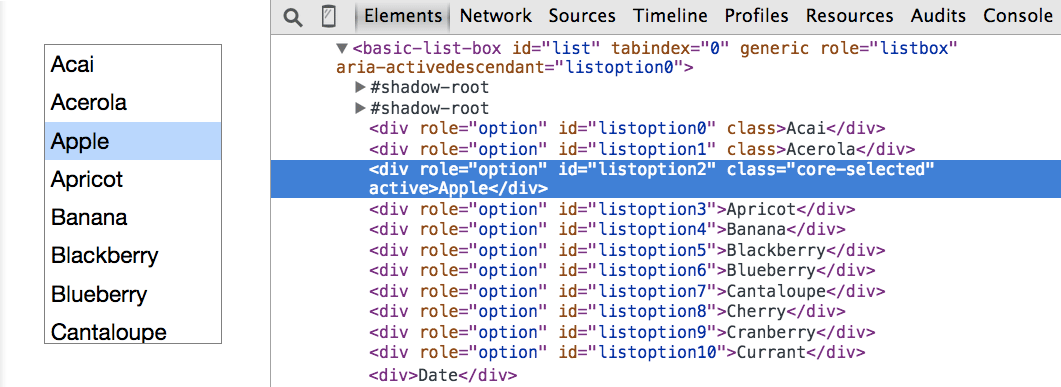 Acai
Acerola
Apple
Apricot
Banana
Blackberry
Blueberry
Cantaloupe
Elements Network Sources Timeline Profiles Resources Audits Console
▼<basic-list-box id="list" tabindex="0" generic role="listbox"
aria-activedescendant="listoption0">
▶#shadow-root
▶#shadow-root
<div role="option" id="listoption0" class>Acai</div>
<div role="option" id="listoption1" class>Acerola</div>
<div role="option" id="listoption2" class="core-selected"
active>Apple</div>
<div role="option" id="listoption3">Apricot</div>
<div role="option" id="listoption4">Banana</div>
<div role="option" id="listoption5">Blackberry</div>
<div role="option" id="listoption6">Blueberry</div>
<div role="option" id="listoption7">Cantaloupe</div>
<div role="option" id="listoption8">Cherry</div>
<div role="option" id="listoption9">Cranberry</div>
<div role="option" id="listoption10">Currant</div>
<div>Date</div>